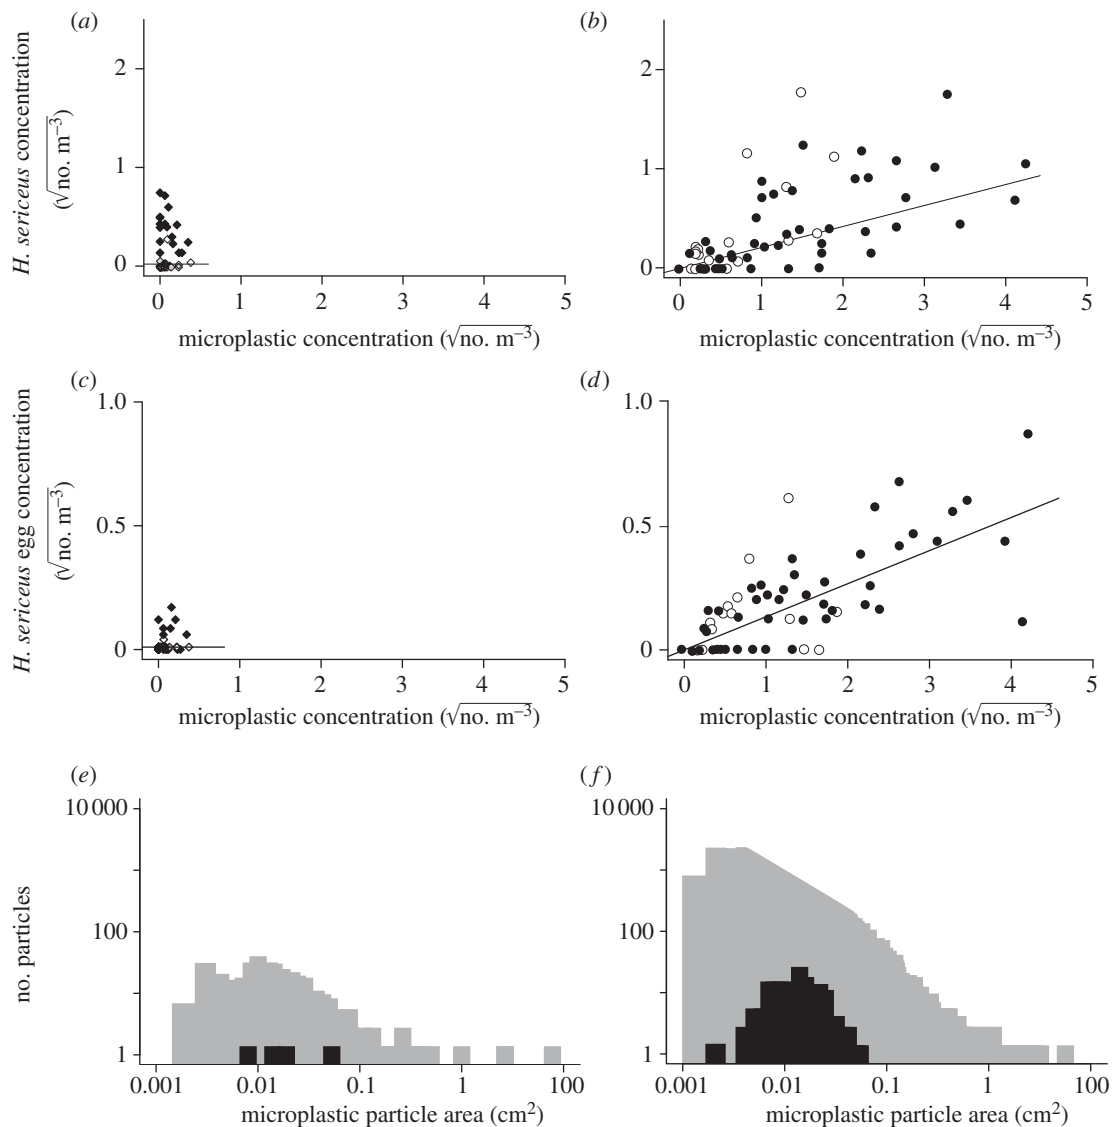 (a)
(b)
H. sericeus concentration
(√no. m⁻³)
2
1
0
0 1 2 3 4 5
microplastic concentration (√no. m⁻³)
2
1
0
0 1 2 3 4 5
microplastic concentration (√no. m⁻³)
(c)
(d)
H. sericeus egg concentration
(√no. m⁻³)
1.0
0.5
0
0 1 2 3 4 5
microplastic concentration (√no. m⁻³)
1.0
0.5
0
0 1 2 3 4 5
microplastic concentration (√no. m⁻³)
(e)
(f)
no. particles
10 000
100
1
0.001 0.01 0.1 1 100
microplastic particle area (cm²)
10 000
100
1
0.001 0.01 0.1 1 100
microplastic particle area (cm²)